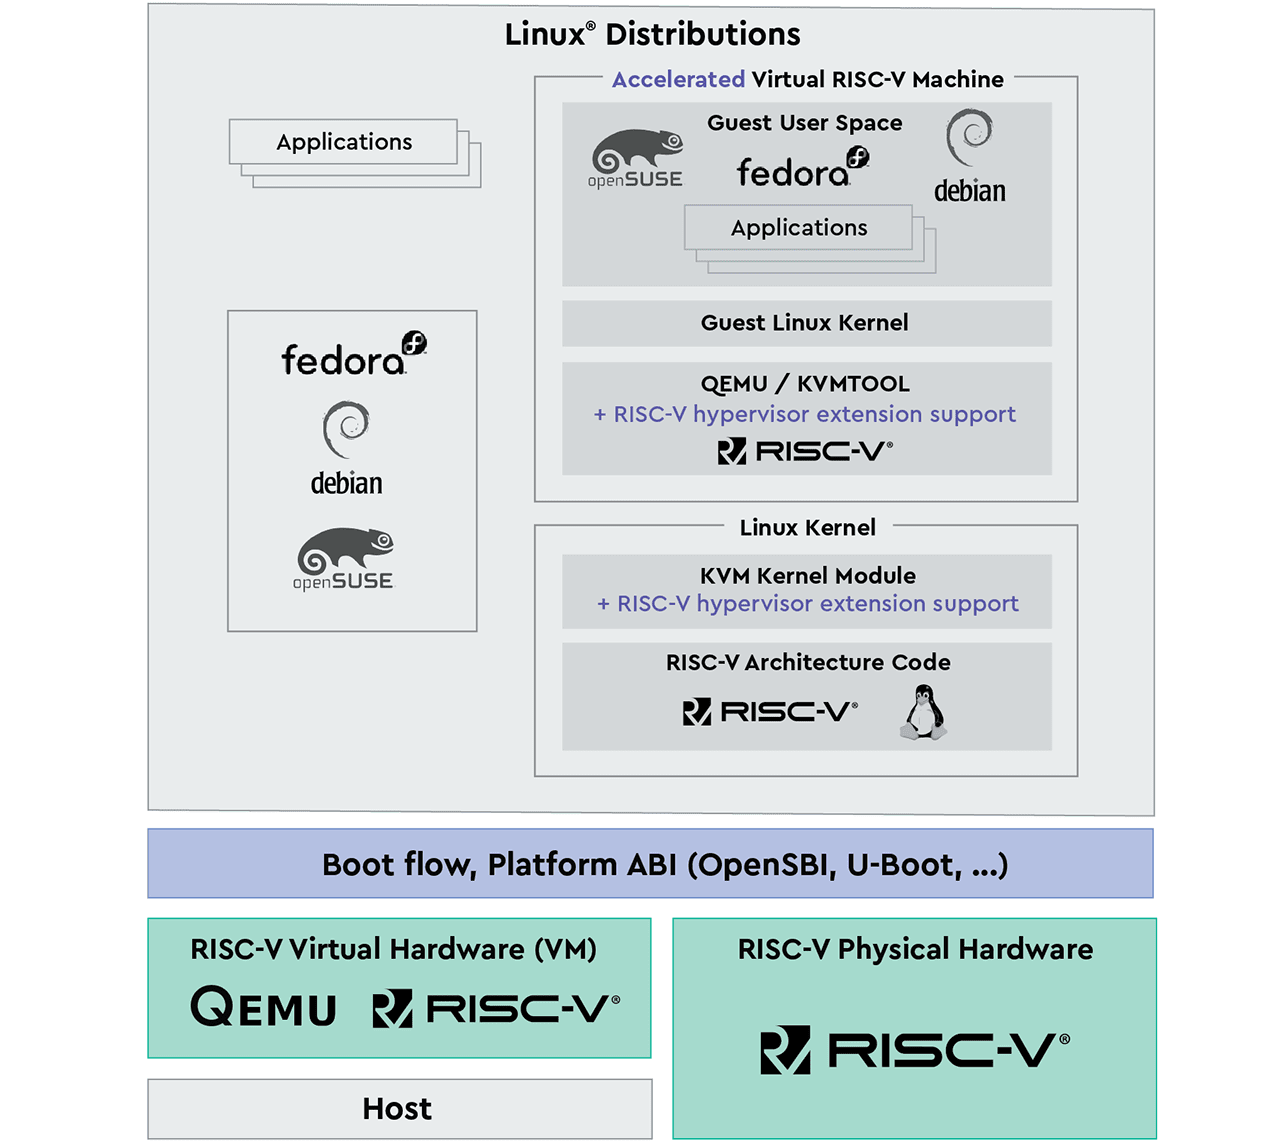 Linux® Distributions
Accelerated Virtual RISC-V Machine
Applications
Guest User Space
openSUSE
fedora
debian
Applications
Guest Linux Kernel
QEMU / KVMTOOL
+ RISC-V hypervisor extension support
RISC-V®
fedora
debian
openSUSE
Linux Kernel
KVM Kernel Module
+ RISC-V hypervisor extension support
RISC-V Architecture Code
RISC-V®
Boot flow, Platform ABI (OpenSBI, U-Boot, ...)
RISC-V Virtual Hardware (VM)
QEMU RISC-V®
RISC-V Physical Hardware
RISC-V®
Host